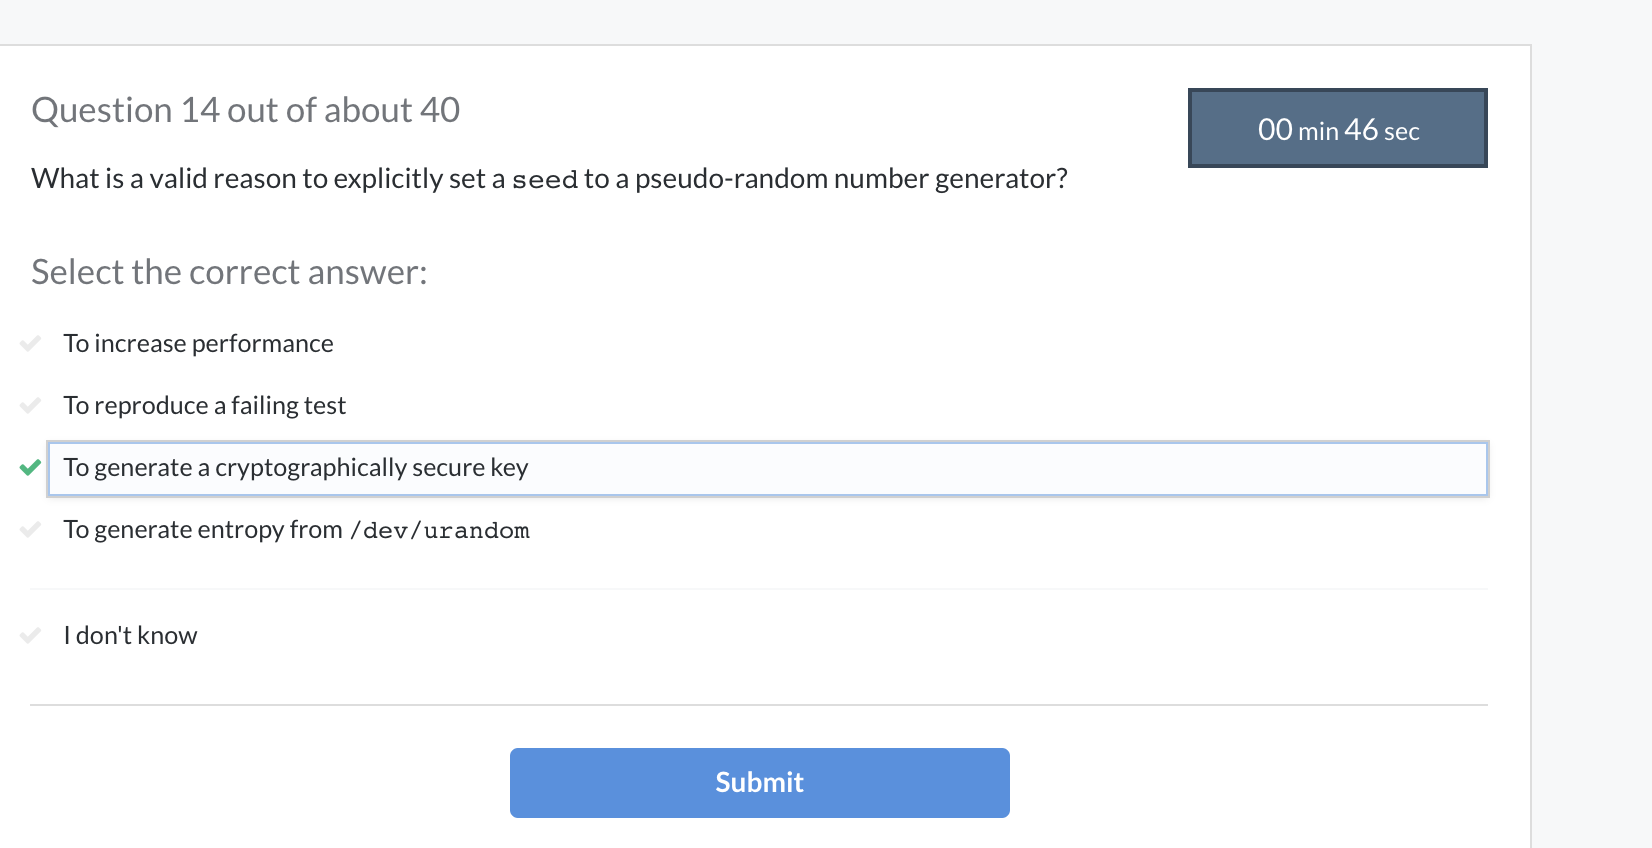 Question 14 out of about 40
00 min 46 sec
What is a valid reason to explicitly set a seed to a pseudo-random number generator?
Select the correct answer:
To increase performance
To reproduce a failing test
To generate a cryptographically secure key
To generate entropy from /dev/urandom
I don't know
Submit